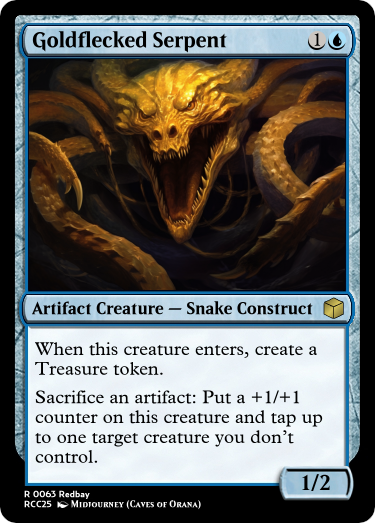 Goldflecked Serpent 1
Artifact Creature — Snake Construct
When this creature enters, create a
Treasure token.
Sacrifice an artifact: Put a +1/+1
counter on this creature and tap up
to one target creature you don't
control.
1/2
R 0063 Redbay
RCC25 Midjourney (Caves of Orana)